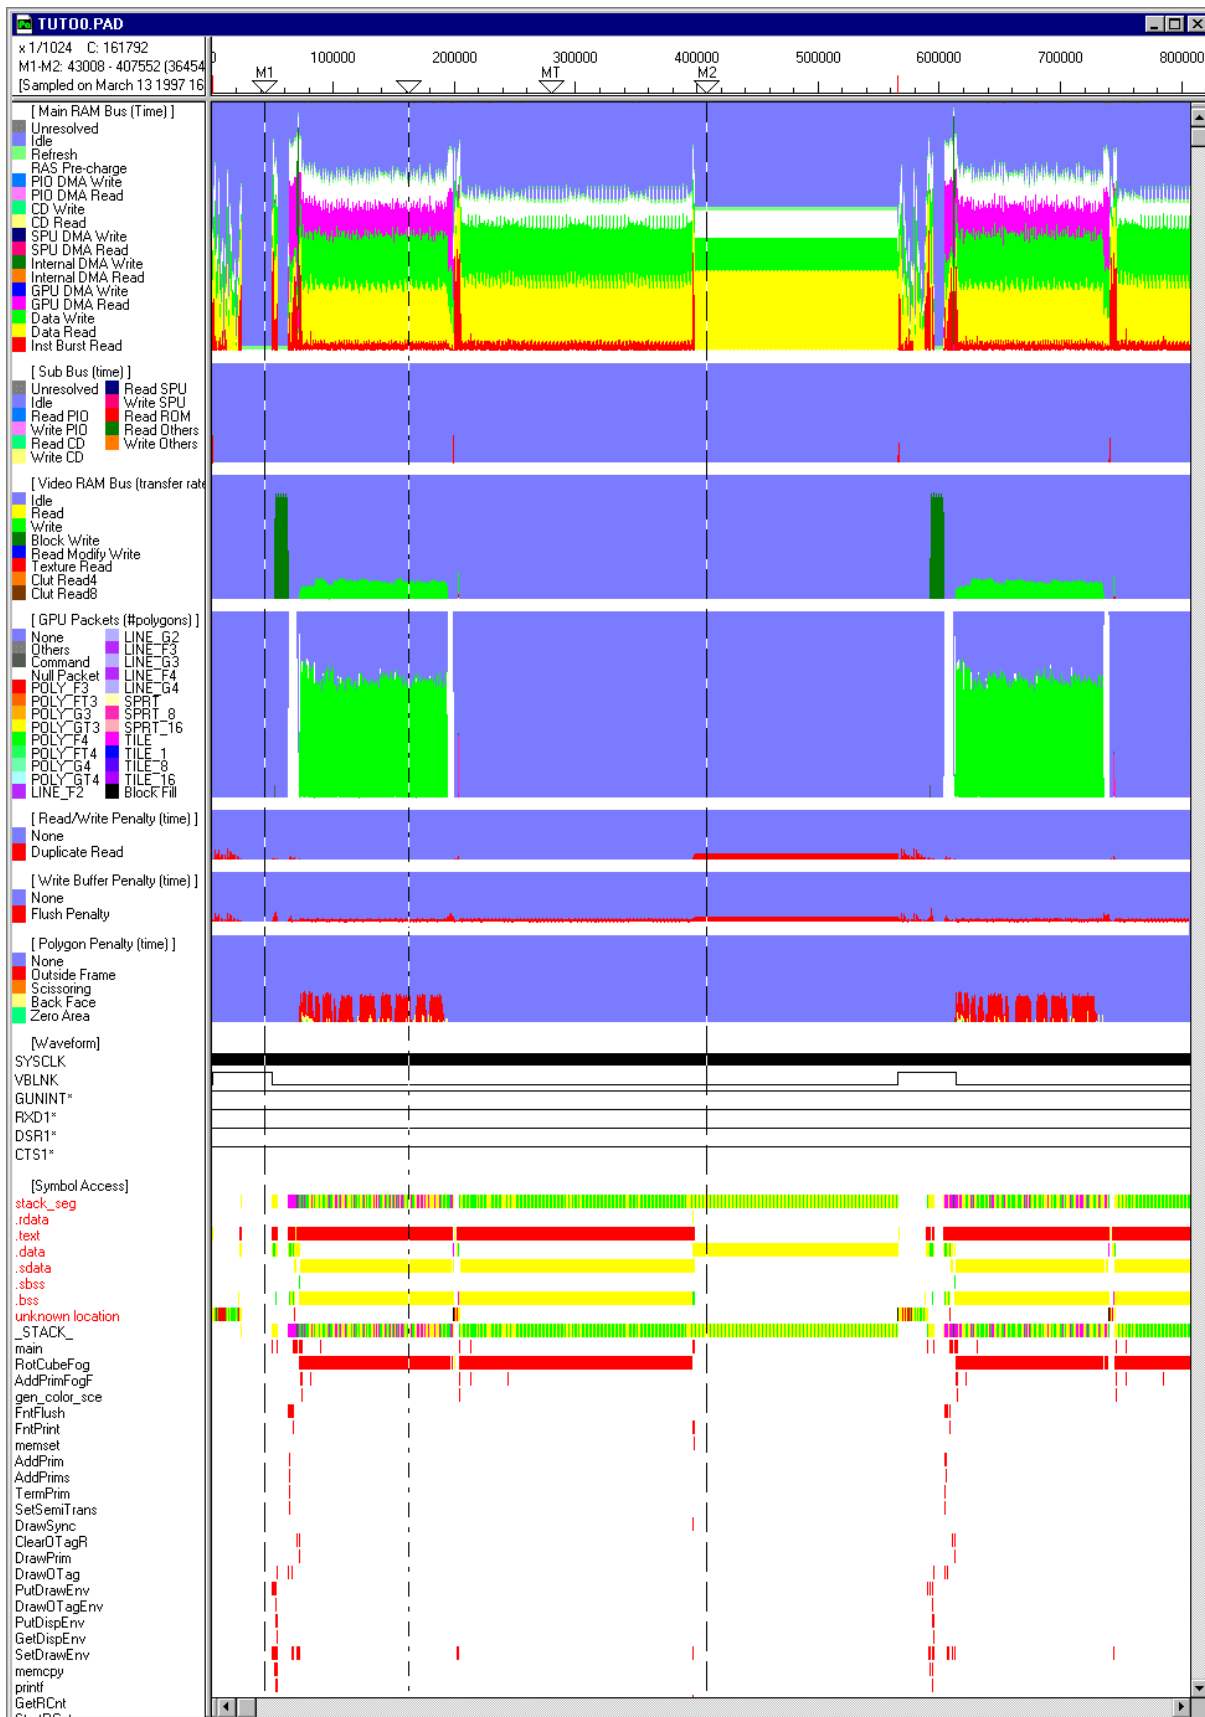 TUTO0.PAD
x 1/1024 C: 161792
M1-M2: 43008 - 407552 (36454
[Sampled on March 13 1997 16
0 100000 200000 300000 400000 500000 600000 700000 800000
M1 MT M2
[ Main RAM Bus (Time) ]
Unresolved
Idle
Refresh
RAS Pre-charge
PIO DMA Write
PIO DMA Read
CD Write
CD Read
SPU DMA Write
SPU DMA Read
Internal DMA Write
Internal DMA Read
GPU DMA Write
GPU DMA Read
Data Write
Data Read
Inst Burst Read
[ Sub Bus (time) ]
Unresolved Read SPU
Idle Write SPU
Read PIO Read ROM
Write PIO Read Others
Read CD Write Others
Write CD
[ Video RAM Bus (transfer rate
Idle
Read
Write
Block Write
Read Modify Write
Texture Read
Clut Read4
Clut Read8
[ GPU Packets (#polygons) ]
None LINE_G2
Others LINE_F3
Command LINE_G3
Null Packet LINE_F4
POLY_F3 LINE_G4
POLY_FT3 SPRT
POLY_G3 SPRT_8
POLY_GT3 SPRT_16
POLY_F4 TILE
POLY_FT4 TILE_1
POLY_G4 TILE_8
POLY_GT4 TILE_16
LINE_F2 Block Fill
[ Read/Write Penalty (time) ]
None
Duplicate Read
[ Write Buffer Penalty (time) ]
None
Flush Penalty
[ Polygon Penalty (time) ]
None
Outside Frame
Scissoring
Back Face
Zero Area
[Waveform]
SYSCLK
VBLNK
GUNINT*
RXD1*
DSR1*
CTS1*
[Symbol Access]
stack_seg
.rdata
.text
.data
.sdata
.sbss
.bss
unknown location
_STACK_
main
RotCubeFog
AddPrimFogF
gen_color_sce
FntFlush
FntPrint
memset
AddPrim
AddPrims
TermPrim
SetSemiTrans
DrawSync
ClearOTagR
DrawPrim
DrawOTag
PutDrawEnv
DrawOTagEnv
PutDispEnv
GetDispEnv
SetDrawEnv
memcpy
printf
GetRCnt